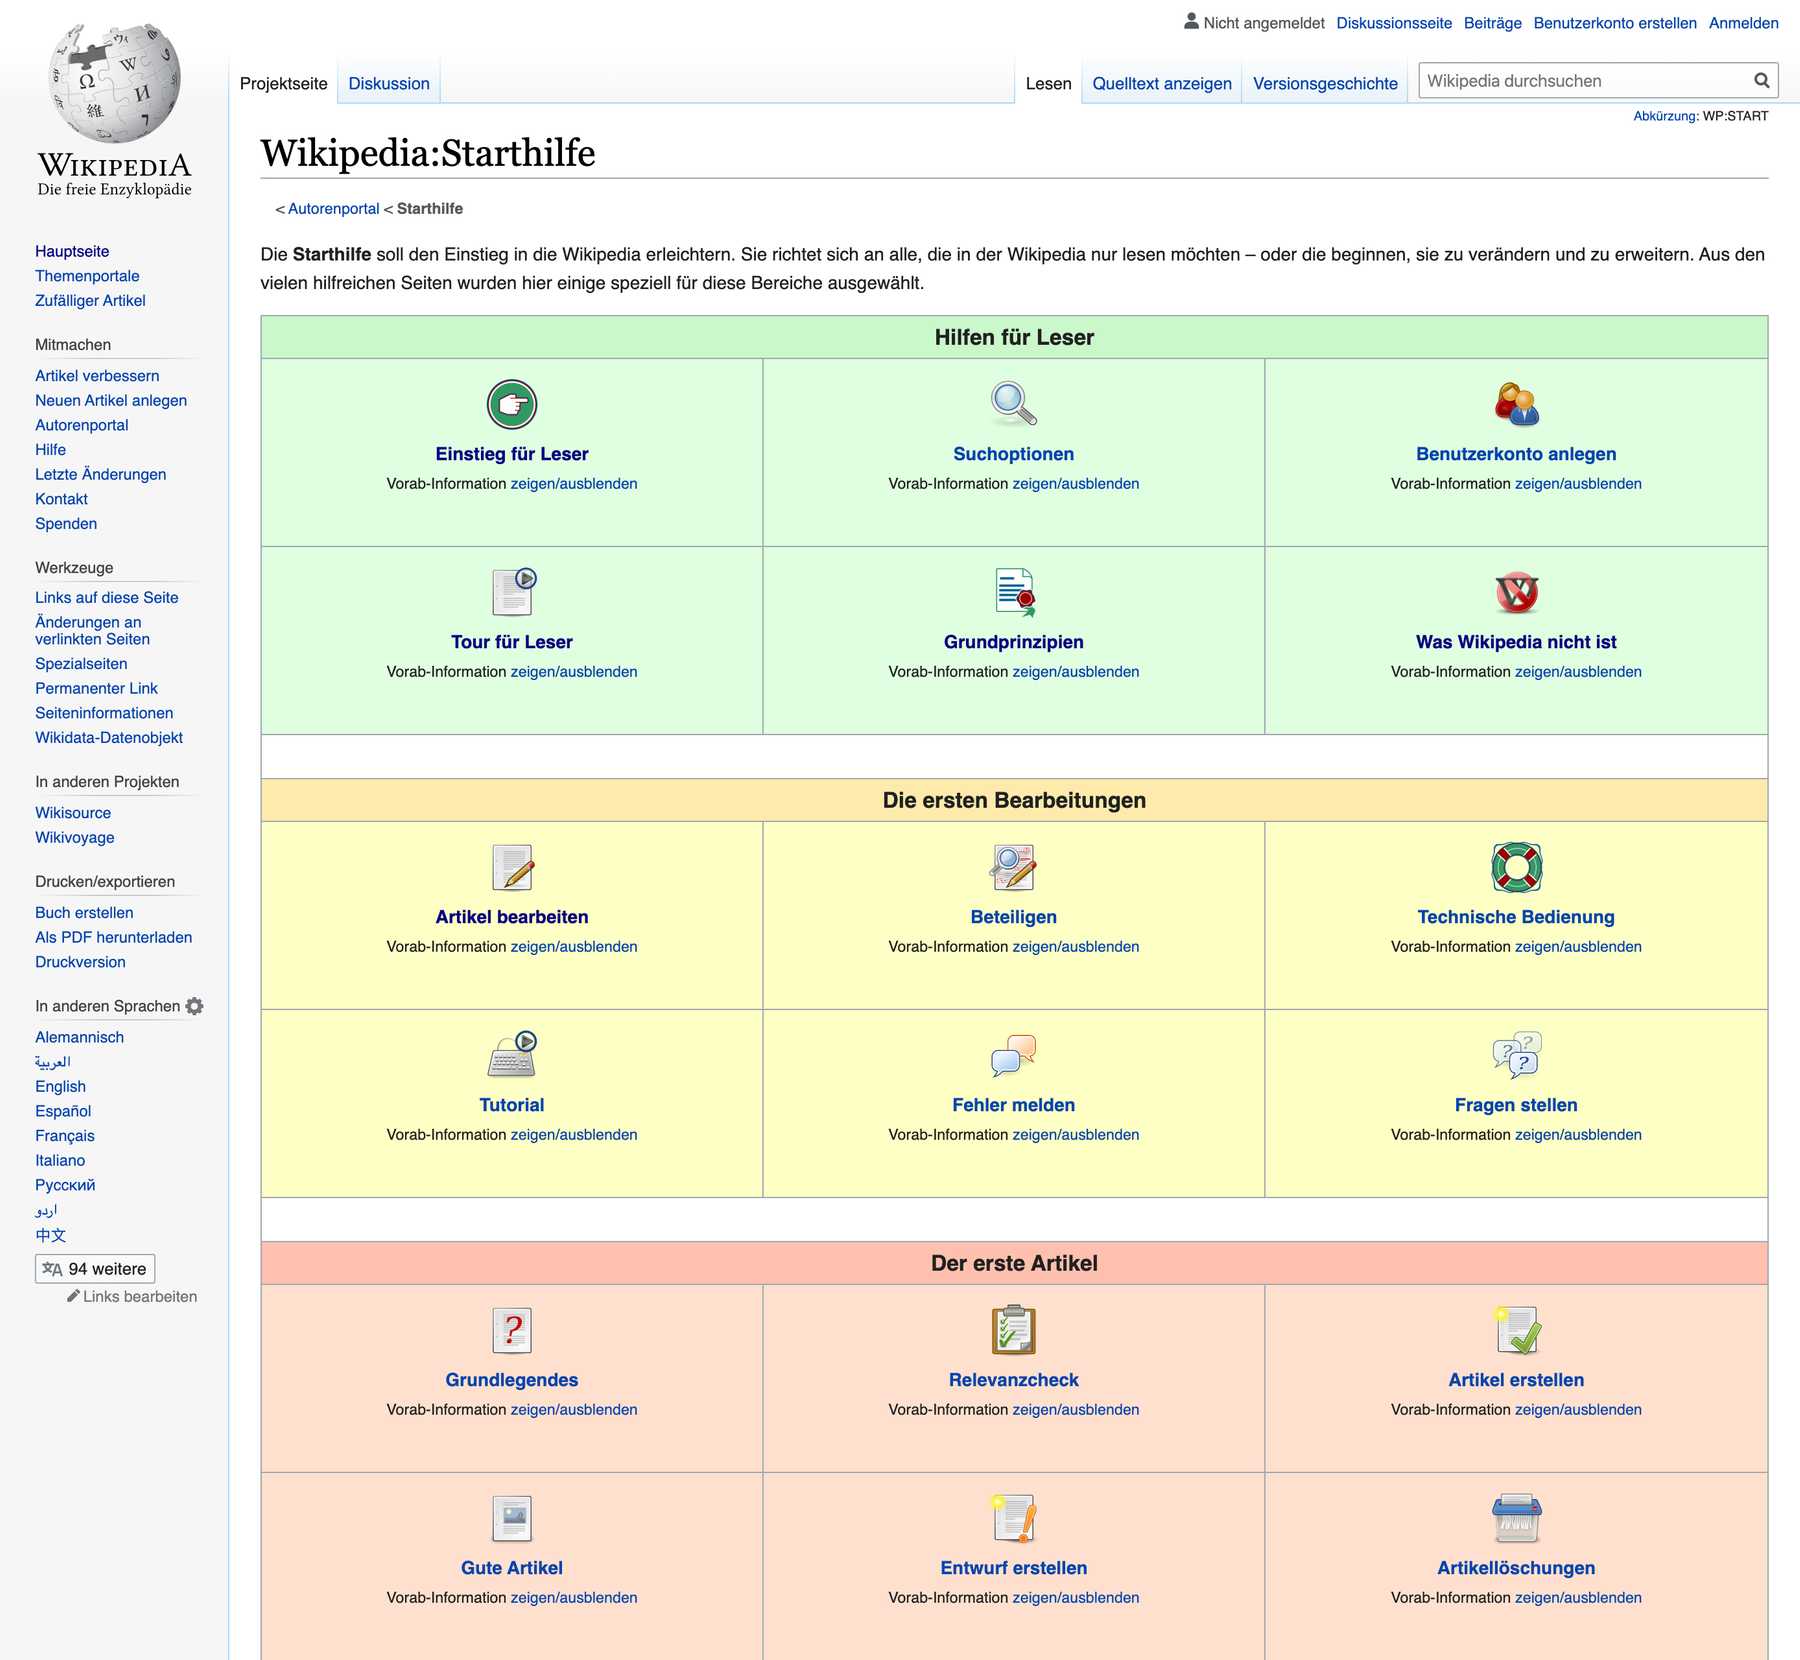 WIKIPEDIA
Die freie Enzyklopädie
Nicht angemeldet Diskussionsseite Beiträge Benutzerkonto erstellen Anmelden
Projektseite Diskussion Lesen Quelltext anzeigen Versionsgeschichte Wikipedia durchsuchen
Abkürzung: WP:START
Hauptseite
Themenportale
Zufälliger Artikel
Mitmachen
Artikel verbessern
Neuen Artikel anlegen
Autorenportal
Hilfe
Letzte Änderungen
Kontakt
Spenden
Werkzeuge
Links auf diese Seite
Änderungen an
verlinkten Seiten
Spezialseiten
Permanenter Link
Seiteninformationen
Wikidata-Datenobjekt
In anderen Projekten
Wikisource
Wikivoyage
Drucken/exportieren
Buch erstellen
Als PDF herunterladen
Druckversion
In anderen Sprachen
Alemannisch
العربية
English
Español
Français
Italiano
Русский
اردو
中文
94 weitere
Links bearbeiten
Wikipedia:Starthilfe
< Autorenportal < Starthilfe
Die Starthilfe soll den Einstieg in die Wikipedia erleichtern. Sie richtet sich an alle, die in der Wikipedia nur lesen möchten – oder die beginnen, sie zu verändern und zu erweitern. Aus den
vielen hilfreichen Seiten wurden hier einige speziell für diese Bereiche ausgewählt.
Hilfen für Leser
Einstieg für Leser Suchoptionen Benutzerkonto anlegen
Vorab-Information zeigen/ausblenden Vorab-Information zeigen/ausblenden Vorab-Information zeigen/ausblenden
Tour für Leser Grundprinzipien Was Wikipedia nicht ist
Vorab-Information zeigen/ausblenden Vorab-Information zeigen/ausblenden Vorab-Information zeigen/ausblenden
Die ersten Bearbeitungen
Artikel bearbeiten Beteiligen Technische Bedienung
Vorab-Information zeigen/ausblenden Vorab-Information zeigen/ausblenden Vorab-Information zeigen/ausblenden
Tutorial Fehler melden Fragen stellen
Vorab-Information zeigen/ausblenden Vorab-Information zeigen/ausblenden Vorab-Information zeigen/ausblenden
Der erste Artikel
Grundlegendes Relevanzcheck Artikel erstellen
Vorab-Information zeigen/ausblenden Vorab-Information zeigen/ausblenden Vorab-Information zeigen/ausblenden
Gute Artikel Entwurf erstellen Artikellöschungen
Vorab-Information zeigen/ausblenden Vorab-Information zeigen/ausblenden Vorab-Information zeigen/ausblenden